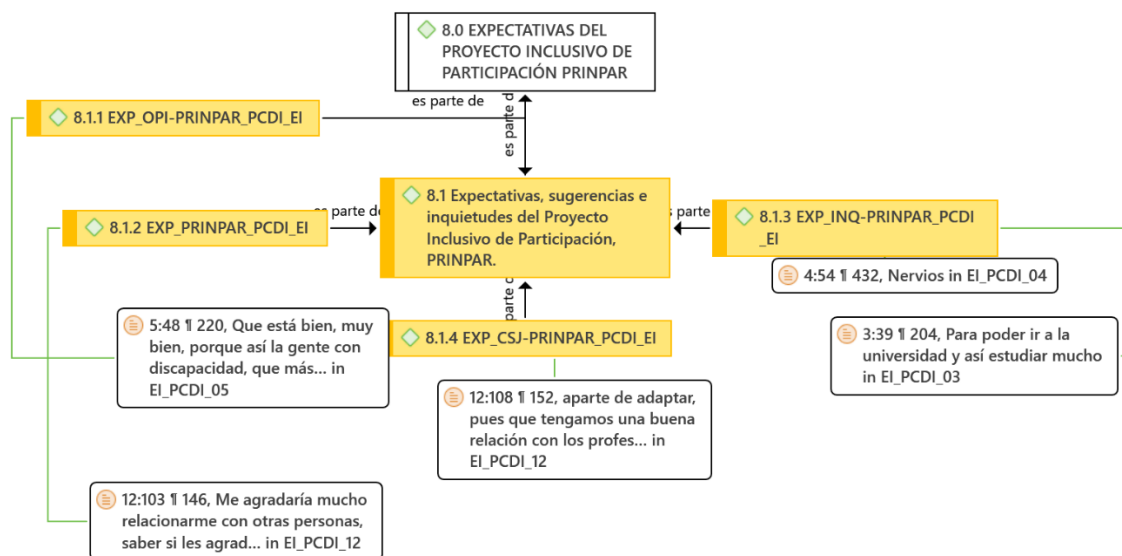 8.0 EXPECTATIVAS DEL
PROYECTO INCLUSIVO DE
PARTICIPACIÓN PRINPAR
es parte de
es parte d
8.1.1 EXP_OPI-PRINPAR_PCDI_EI
8.1 Expectativas, sugerencias e
inquietudes del Proyecto
Inclusivo de Participación,
PRINPAR.
es parte de
8.1.2 EXP_PRINPAR_PCDI_EI
es parte
8.1.3 EXP_INQ-PRINPAR_PCDI
_EI
4:54 ¶ 432, Nervios in EI_PCDI_04
parte
5:48 ¶ 220, Que está bien, muy
bien, porque así la gente con
discapacidad, que más... in
EI_PCDI_05
8.1.4 EXP_CSJ-PRINPAR_PCDI_EI
3:39 ¶ 204, Para poder ir a la
universidad y así estudiar mucho
in EI_PCDI_03
12:108 ¶ 152, aparte de adaptar,
pues que tengamos una buena
relación con los profes... in
EI_PCDI_12
12:103 ¶ 146, Me agradaría mucho
relacionarme con otras personas,
saber si les agrad... in EI_PCDI_12